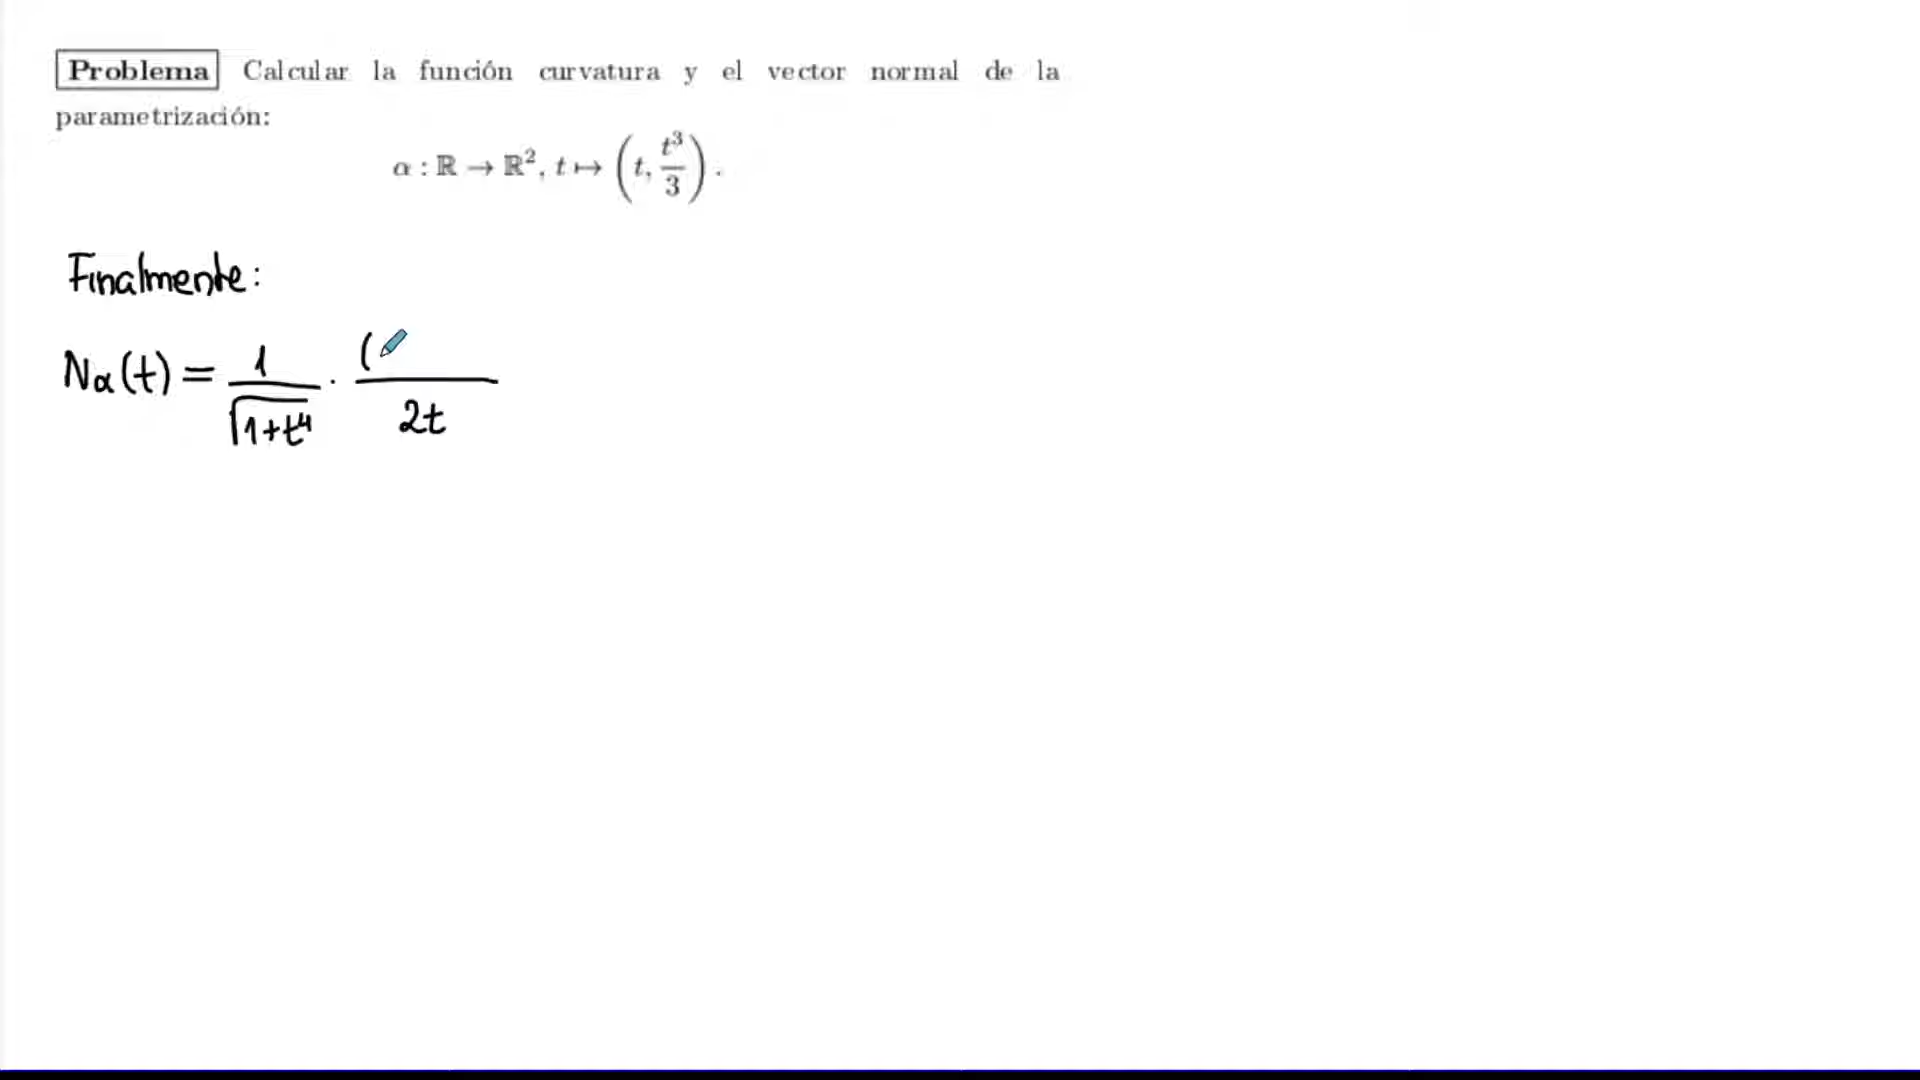 Problema Calcular la función curvatura y el vector normal de la
parametrización:
α : ℝ → ℝ², t ↦ (t, t³/3).
Finalmente:
Nα(t) = 1/√(1+t⁴) · ( /2t